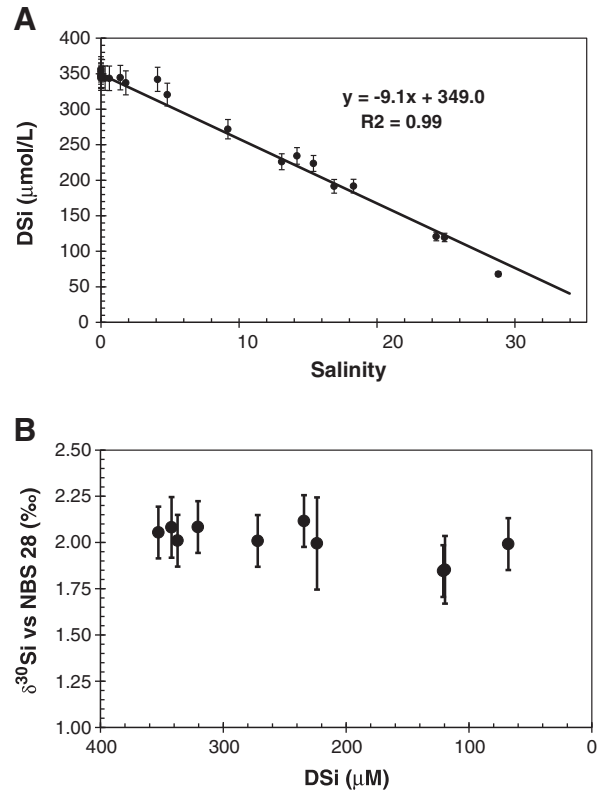 A
400
350
300
250
200
150
100
50
0
DSi (μmol/L)
y = -9.1x + 349.0
R2 = 0.99
0 10 20 30
Salinity
B
2.50
2.25
2.00
1.75
1.50
1.25
1.00
δ30Si vs NBS 28 (‰)
400 300 200 100 0
DSi (μM)